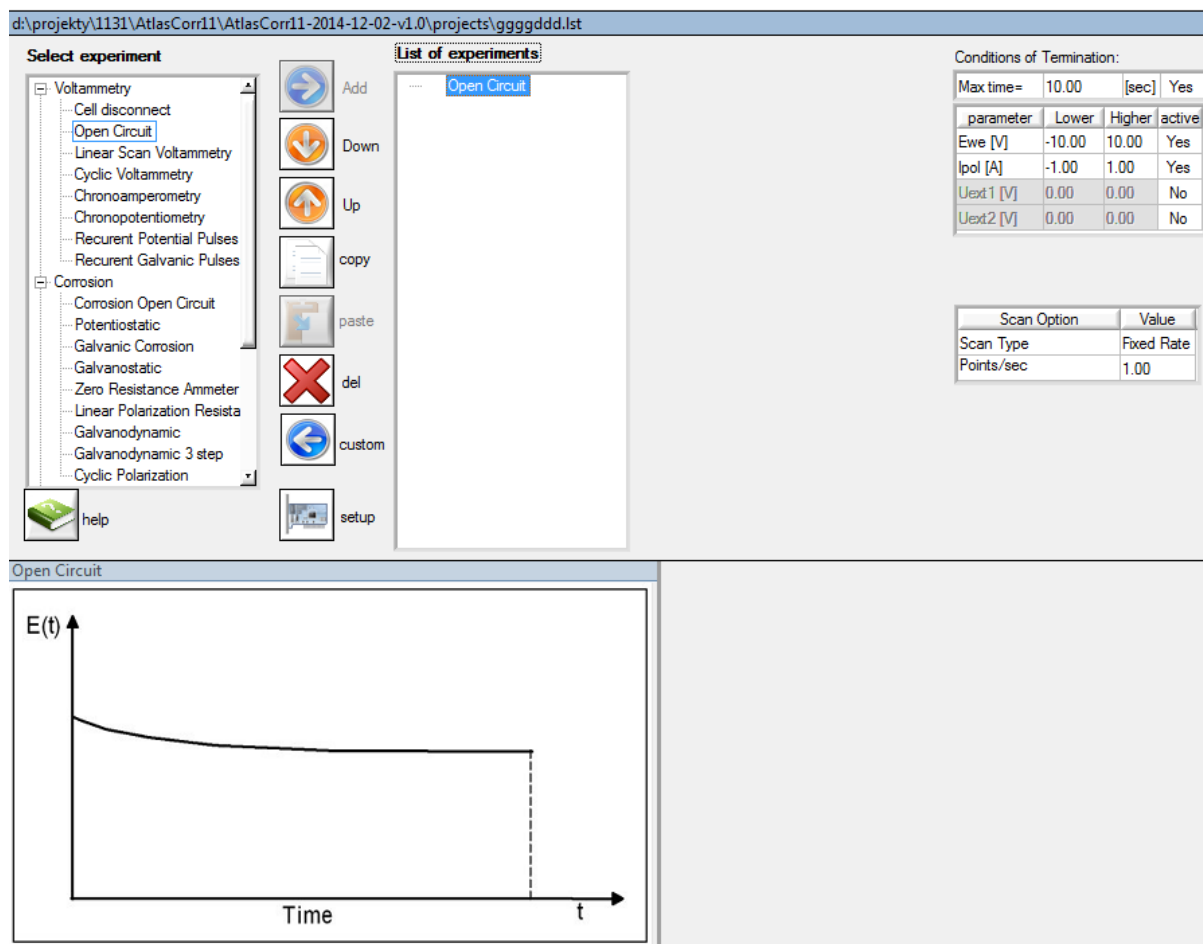 d:\projekty\1131\AtlasCorr11\AtlasCorr11-2014-12-02-v1.0\projects\ggggddd.lst
Select experiment
Voltammetry
Cell disconnect
Open Circuit
Linear Scan Voltammetry
Cyclic Voltammetry
Chronoamperometry
Chronopotentiometry
Recurent Potential Pulses
Recurent Galvanic Pulses
Corrosion
Corrosion Open Circuit
Potentiostatic
Galvanic Corrosion
Galvanostatic
Zero Resistance Ammeter
Linear Polarization Resista
Galvanodynamic
Galvanodynamic 3 step
Cyclic Polarization
help
Add
Down
Up
copy
paste
del
custom
setup
List of experiments
Open Circuit
Conditions of Termination:
Max time= 10.00 [sec] Yes
parameter Lower Higher active
Ewe [V] -10.00 10.00 Yes
Ipol [A] -1.00 1.00 Yes
Uext1 [V] 0.00 0.00 No
Uext2 [V] 0.00 0.00 No
Scan Option Value
Scan Type Fixed Rate
Points/sec 1.00
Open Circuit
E(t)
Time t